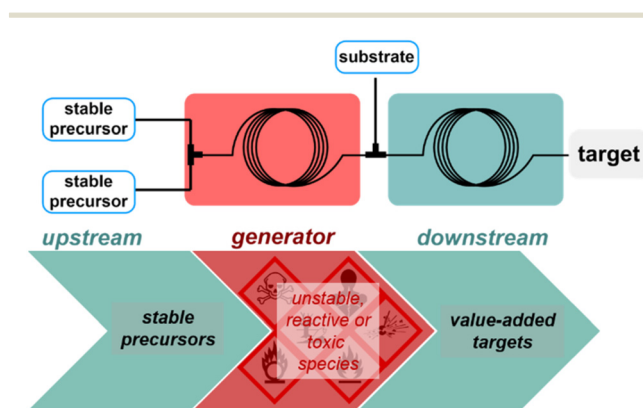 substrate
stable
precursor
stable
precursor
target
upstream
generator
downstream
stable
precursors
unstable,
reactive or
toxic
species
value-added
targets